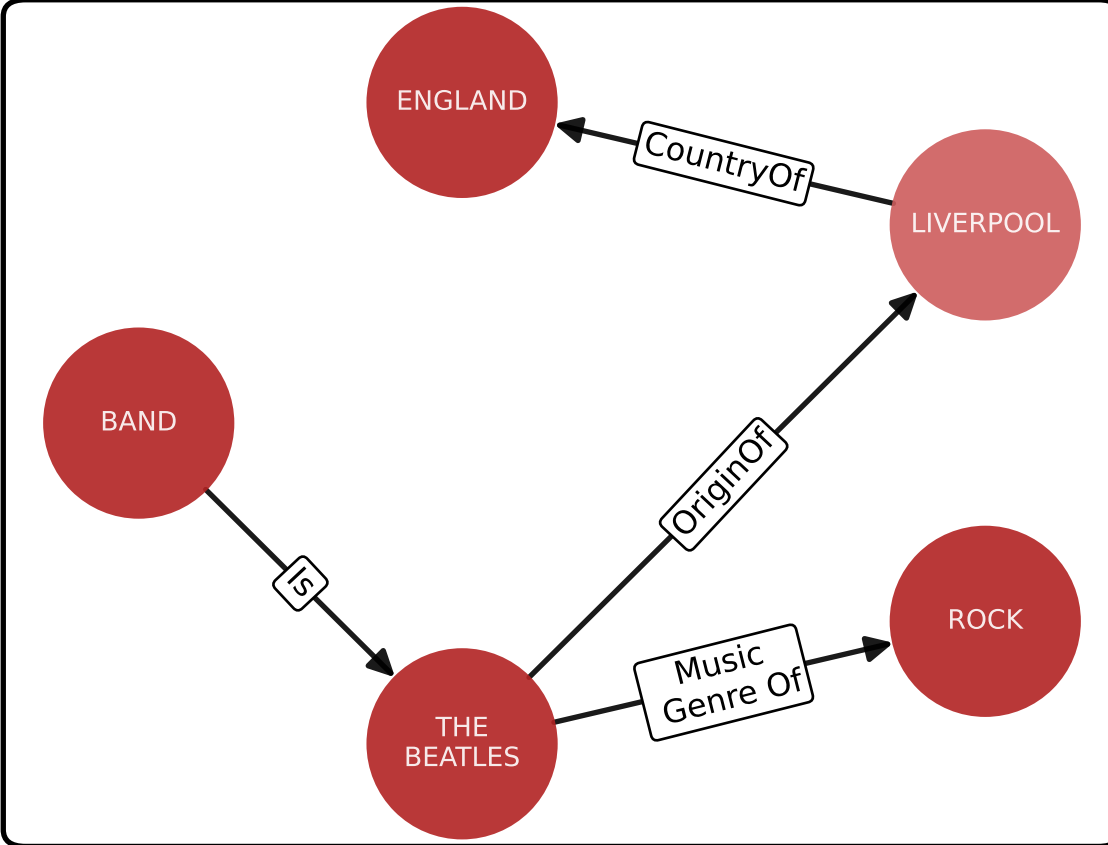 ENGLAND
CountryOf
LIVERPOOL
BAND
OriginOf
Is
ROCK
Music
Genre Of
THE
BEATLES